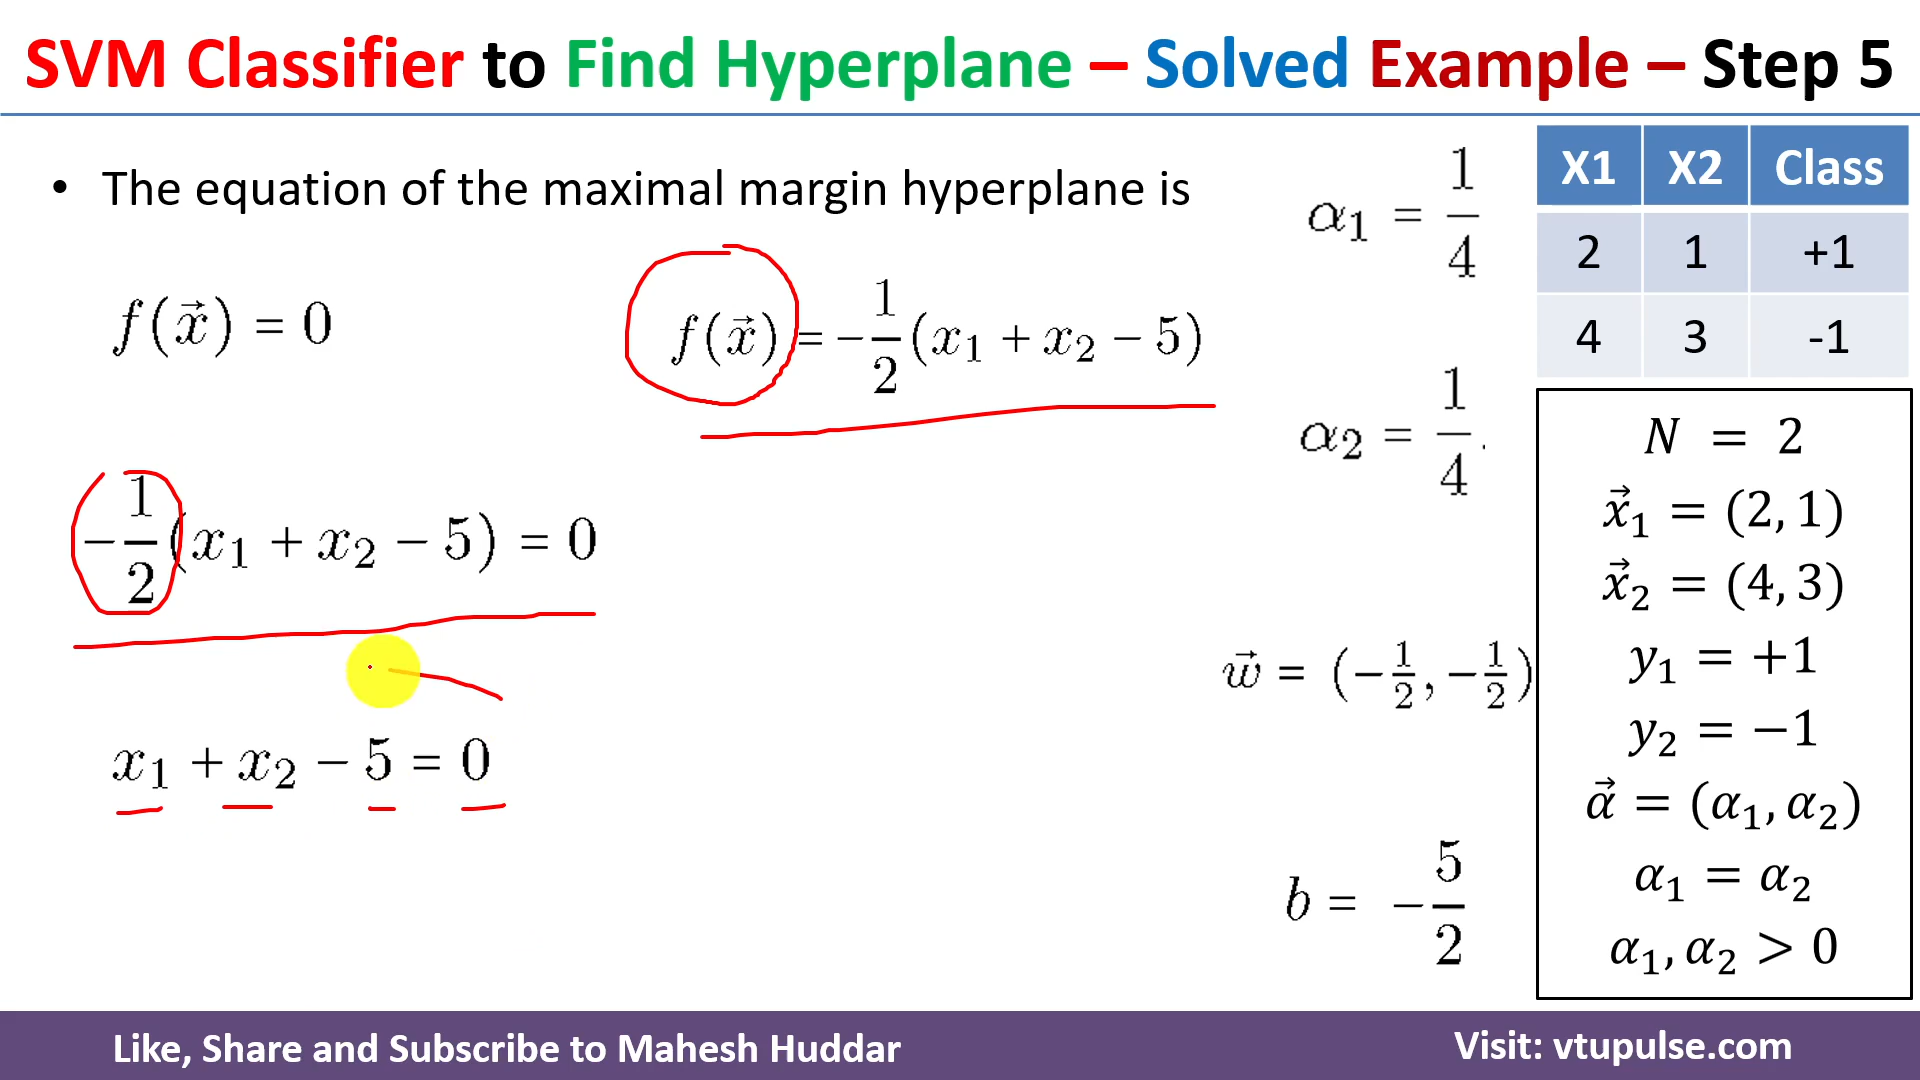 SVM Classifier to Find Hyperplane – Solved Example – Step 5
• The equation of the maximal margin hyperplane is
f(x⃗) = 0
f(x⃗) = -1/2(x₁ + x₂ − 5)
-1/2(x₁ + x₂ − 5) = 0
x₁ + x₂ − 5 = 0
α₁ = 1/4
α₂ = 1/4.
w⃗ = (-1/2, -1/2)
b = -5/2
X1 X2 Class
2 1 +1
4 3 -1
N = 2
x⃗₁ = (2, 1)
x⃗₂ = (4, 3)
y₁ = +1
y₂ = −1
α⃗ = (α₁, α₂)
α₁ = α₂
α₁, α₂ > 0
Like, Share and Subscribe to Mahesh Huddar
Visit: vtupulse.com